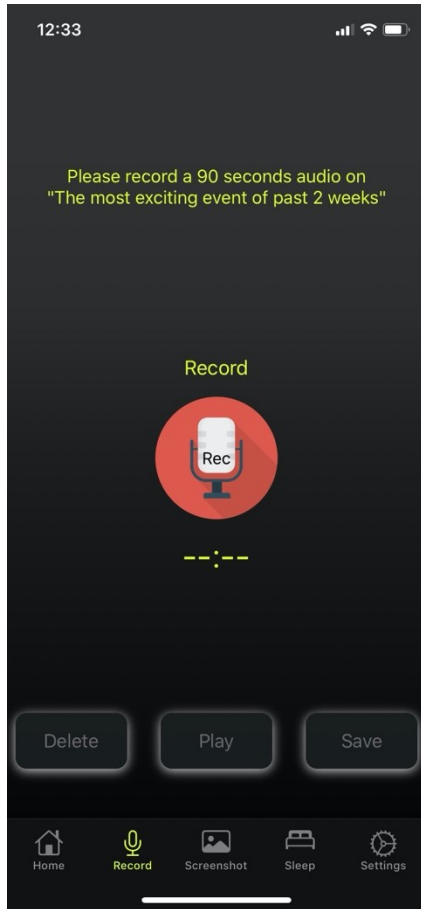 12:33
Please record a 90 seconds audio on
"The most exciting event of past 2 weeks"
Record
Rec
--:--
Delete Play Save
Home Record Screenshot Sleep Settings